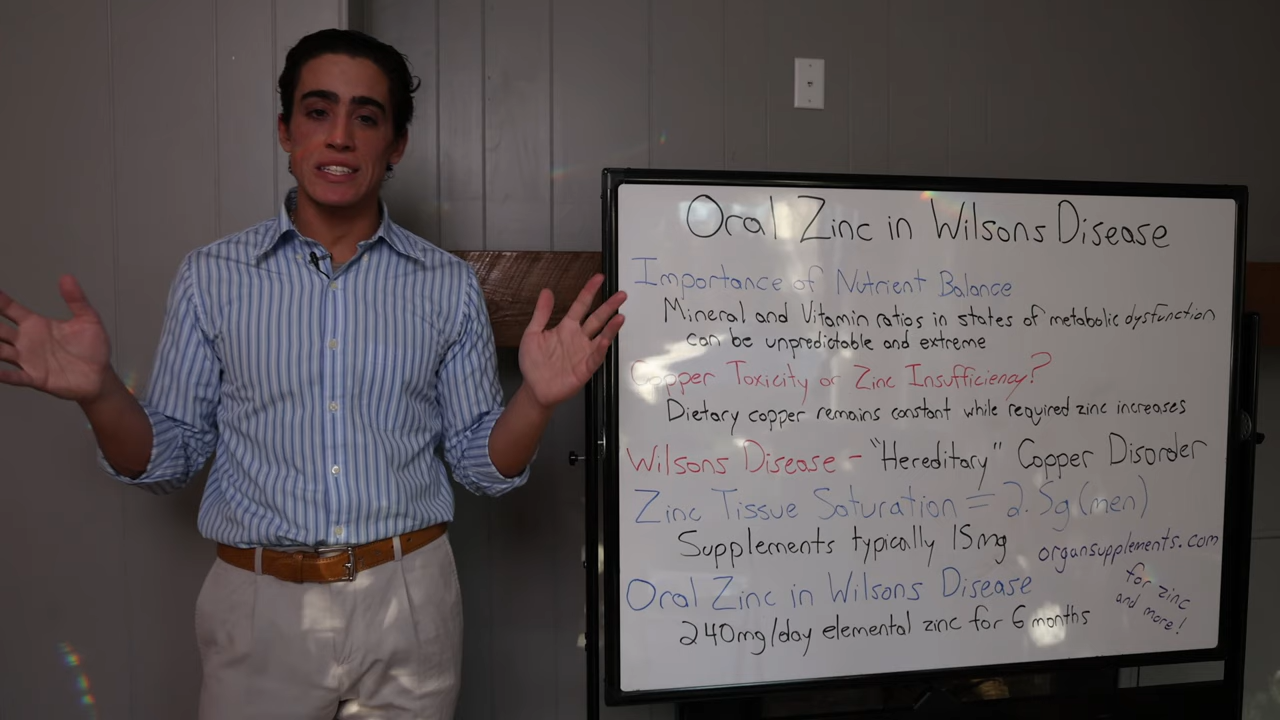 Oral Zinc in Wilsons Disease
Importance of Nutrient Balance
Mineral and Vitamin ratios in states of metabolic dysfunction
can be unpredictable and extreme
Copper Toxicity or Zinc Insufficiency?
Dietary copper remains constant while required zinc increases
Wilsons Disease - "Hereditary" Copper Disorder
Zinc Tissue Saturation = 2.5g (men)
Supplements typically 15mg
organsupplements.com
for zinc
and more!
Oral Zinc in Wilsons Disease
240mg/day elemental zinc for 6 months